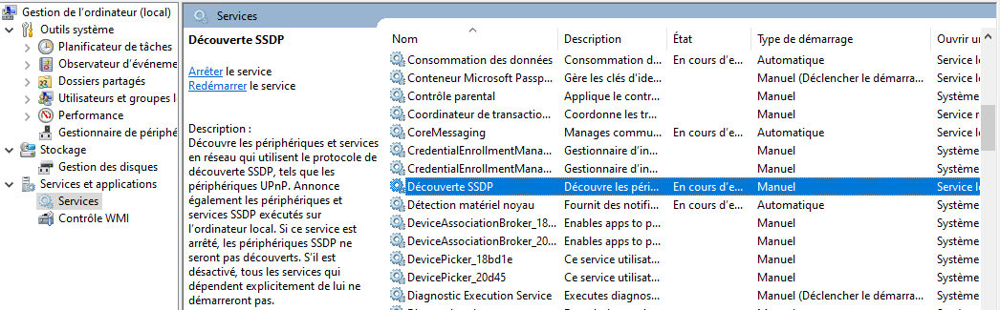 Gestion de l'ordinateur (local)
Outils système
Planificateur de tâches
Observateur d'événeme
Dossiers partagés
Utilisateurs et groupes l
Performance
Gestionnaire de périphé
Stockage
Gestion des disques
Services et applications
Services
Contrôle WMI
Services
Découverte SSDP
Arrêter le service
Redémarrer le service
Description :
Découvre les périphériques et services
en réseau qui utilisent le protocole de
découverte SSDP, tels que les
périphériques UPnP. Annonce
également les périphériques et
services SSDP exécutés sur
l'ordinateur local. Si ce service est
arrêté, les périphériques SSDP ne
seront pas découverts. S'il est
désactivé, tous les services qui
dépendent explicitement de lui ne
démarreront pas.
Nom Description État Type de démarrage Ouvrir un
Consommation des données Consommation d... En cours d'e... Automatique Service l
Conteneur Microsoft Passp... Gère les clés d'ide... Manuel (Déclencher le démarra... Système
Contrôle parental Applique le contr... Manuel Système
Coordinateur de transactio... Coordonne les tr... Manuel Service r
CoreMessaging Manages commu... En cours d'e... Automatique Service l
CredentialEnrollmentMana... Gestionnaire d'in... Manuel Système
CredentialEnrollmentMana... Gestionnaire d'in... Manuel Système
Découverte SSDP Découvre les péri... En cours d'e... Manuel Service l
Détection matériel noyau Fournit des notifi... En cours d'e... Automatique Système
DeviceAssociationBroker_18... Enables apps to p... Manuel Système
DeviceAssociationBroker_20... Enables apps to p... Manuel Système
DevicePicker_18bd1e Ce service utilisat... Manuel Système
DevicePicker_20d45 Ce service utilisat... Manuel Système
Diagnostic Execution Service Executes diagnos... Manuel (Déclencher le démarra... Système